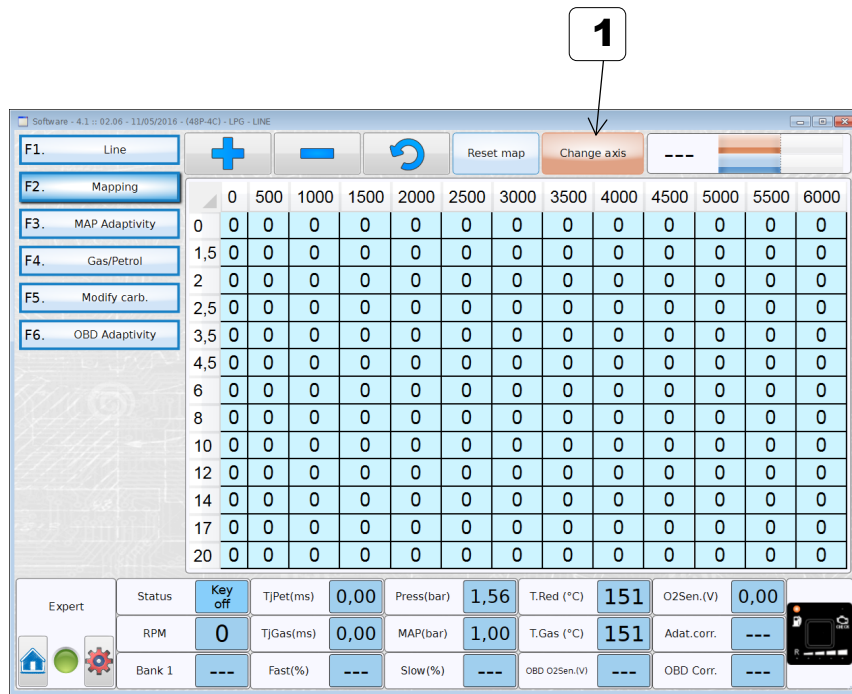 1
Software - 4.1 :: 02.06 - 11/05/2016 - (48P-4C) - LPG - LINE
F1. Line
Reset map
Change axis
---
F2. Mapping
F3. MAP Adaptivity
F4. Gas/Petrol
F5. Modify carb.
F6. OBD Adaptivity
0 500 1000 1500 2000 2500 3000 3500 4000 4500 5000 5500 6000
0 0 0 0 0 0 0 0 0 0 0 0 0 0
1,5 0 0 0 0 0 0 0 0 0 0 0 0 0
2 0 0 0 0 0 0 0 0 0 0 0 0 0
2,5 0 0 0 0 0 0 0 0 0 0 0 0 0
3,5 0 0 0 0 0 0 0 0 0 0 0 0 0
4,5 0 0 0 0 0 0 0 0 0 0 0 0 0
6 0 0 0 0 0 0 0 0 0 0 0 0 0
8 0 0 0 0 0 0 0 0 0 0 0 0 0
10 0 0 0 0 0 0 0 0 0 0 0 0 0
12 0 0 0 0 0 0 0 0 0 0 0 0 0
14 0 0 0 0 0 0 0 0 0 0 0 0 0
17 0 0 0 0 0 0 0 0 0 0 0 0 0
20 0 0 0 0 0 0 0 0 0 0 0 0 0
Expert
Status Key off TjPet(ms) 0,00 Press(bar) 1,56 T.Red (°C) 151 O2Sen.(V) 0,00
RPM 0 TjGas(ms) 0,00 MAP(bar) 1,00 T.Gas (°C) 151 Adat.corr. ---
Bank 1 --- Fast(%) --- Slow(%) --- OBD O2Sen.(V) --- OBD Corr. ---
R